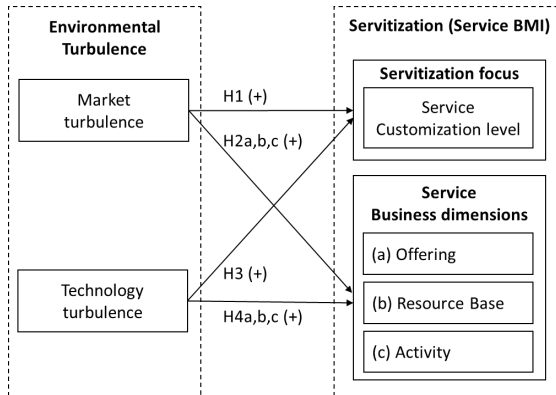 Environmental
Turbulence
Market
turbulence
Technology
turbulence
H1 (+)
H2a,b,c (+)
H3 (+)
H4a,b,c (+)
Servitization (Service BMI)
Servitization focus
Service
Customization level
Service
Business dimensions
(a) Offering
(b) Resource Base
(c) Activity